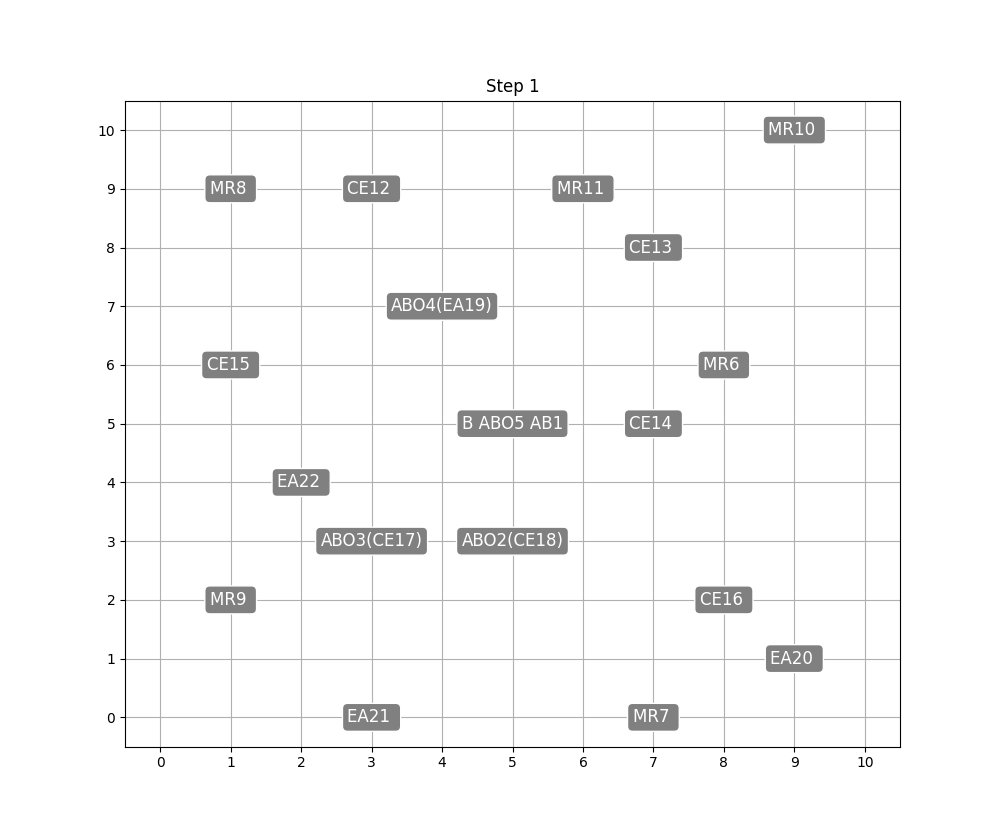 Step 1
10
MR10
9
MR8
CE12
MR11
8
CE13
7
ABO4(EA19)
6
CE15
MR6
5
B ABO5 AB1
CE14
4
EA22
3
ABO3(CE17)
ABO2(CE18)
2
MR9
CE16
1
EA20
0
EA21
MR7
0 1 2 3 4 5 6 7 8 9 10